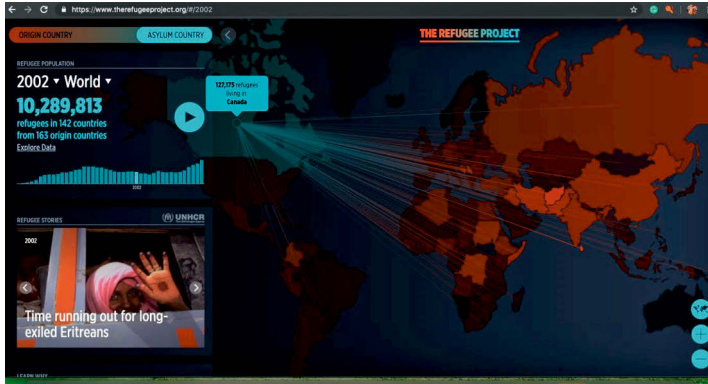 https://www.therefugeeproject.org/#/2002
ORIGIN COUNTRY
ASYLUM COUNTRY
THE REFUGEE PROJECT
REFUGEE POPULATION
2002 World
10,289,813
refugees in 142 countries
from 163 origin countries
Explore Data
2002
127,175 refugees
living in
Canada
REFUGEE STORIES
UNHCR
2002
Time running out for long-
exiled Eritreans
LEARN WHY